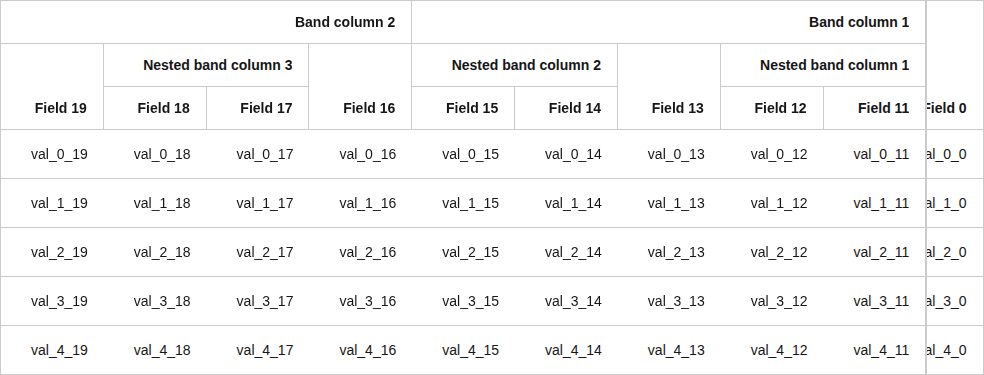 Band column 2 Band column 1
Nested band column 3 Nested band column 2 Nested band column 1
Field 19 Field 18 Field 17 Field 16 Field 15 Field 14 Field 13 Field 12 Field 11 Field 0
val_0_19 val_0_18 val_0_17 val_0_16 val_0_15 val_0_14 val_0_13 val_0_12 val_0_11 al_0_0
val_1_19 val_1_18 val_1_17 val_1_16 val_1_15 val_1_14 val_1_13 val_1_12 val_1_11 al_1_0
val_2_19 val_2_18 val_2_17 val_2_16 val_2_15 val_2_14 val_2_13 val_2_12 val_2_11 al_2_0
val_3_19 val_3_18 val_3_17 val_3_16 val_3_15 val_3_14 val_3_13 val_3_12 val_3_11 al_3_0
val_4_19 val_4_18 val_4_17 val_4_16 val_4_15 val_4_14 val_4_13 val_4_12 val_4_11 al_4_0